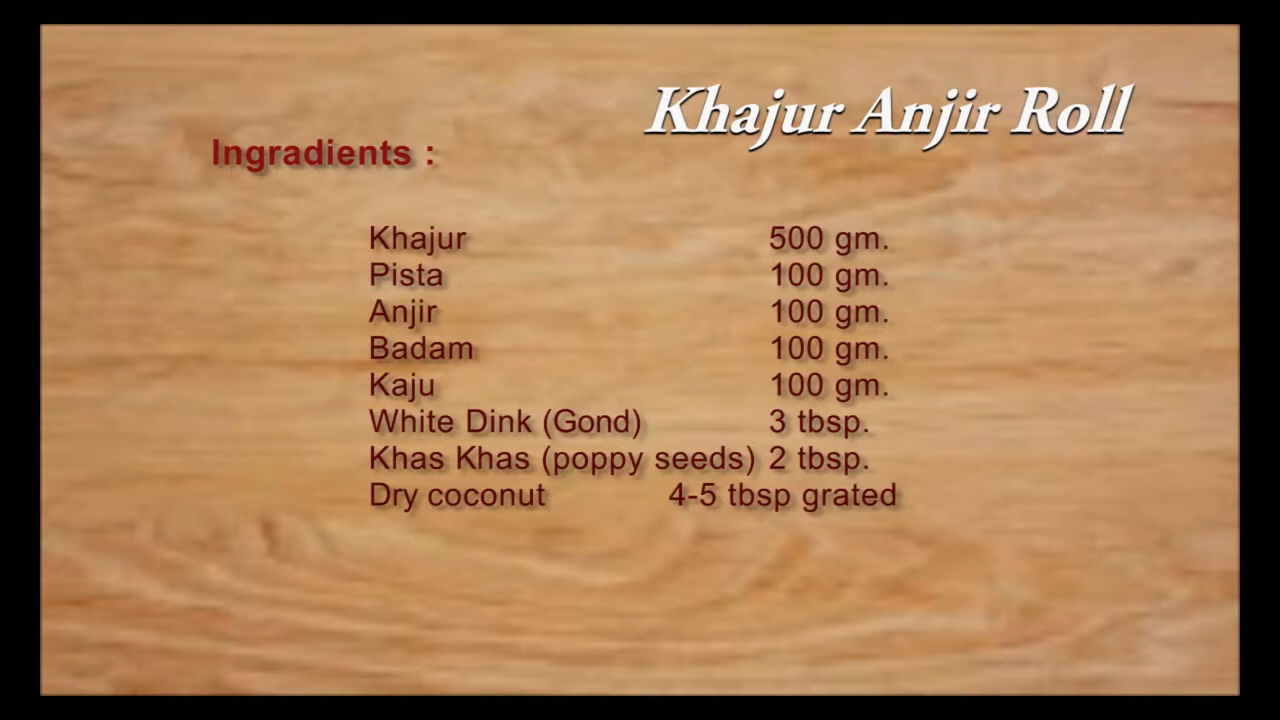 Khajur Anjir Roll
Ingradients :
Khajur 500 gm.
Pista 100 gm.
Anjir 100 gm.
Badam 100 gm.
Kaju 100 gm.
White Dink (Gond) 3 tbsp.
Khas Khas (poppy seeds) 2 tbsp.
Dry coconut 4-5 tbsp grated